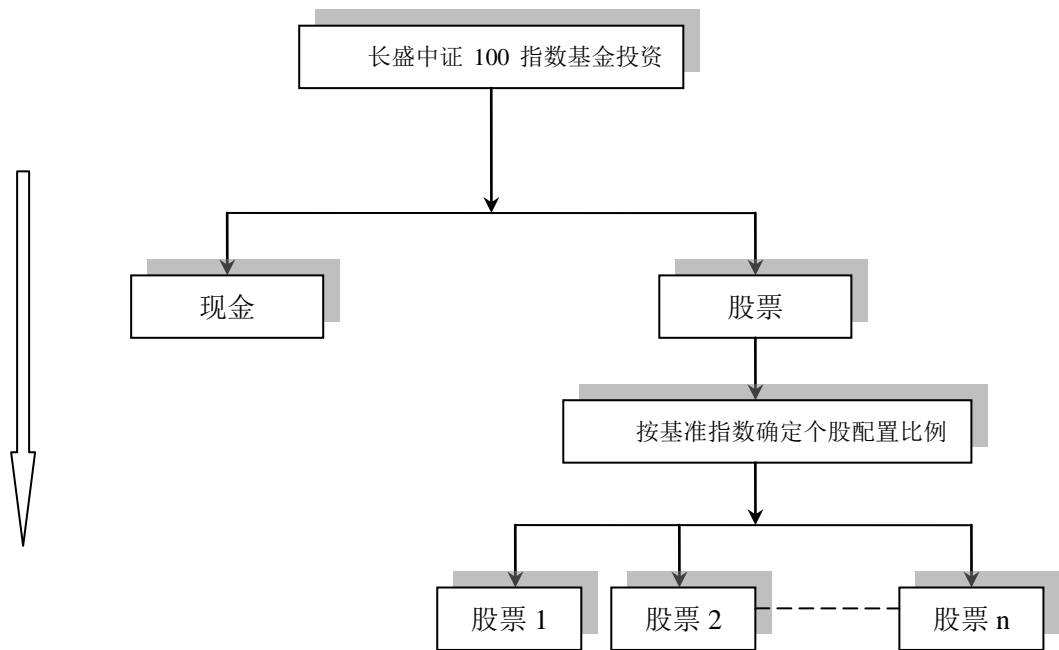 长盛中证 100 指数基金投资
现金
股票
按基准指数确定个股配置比例
股票 1
股票 2
股票 n